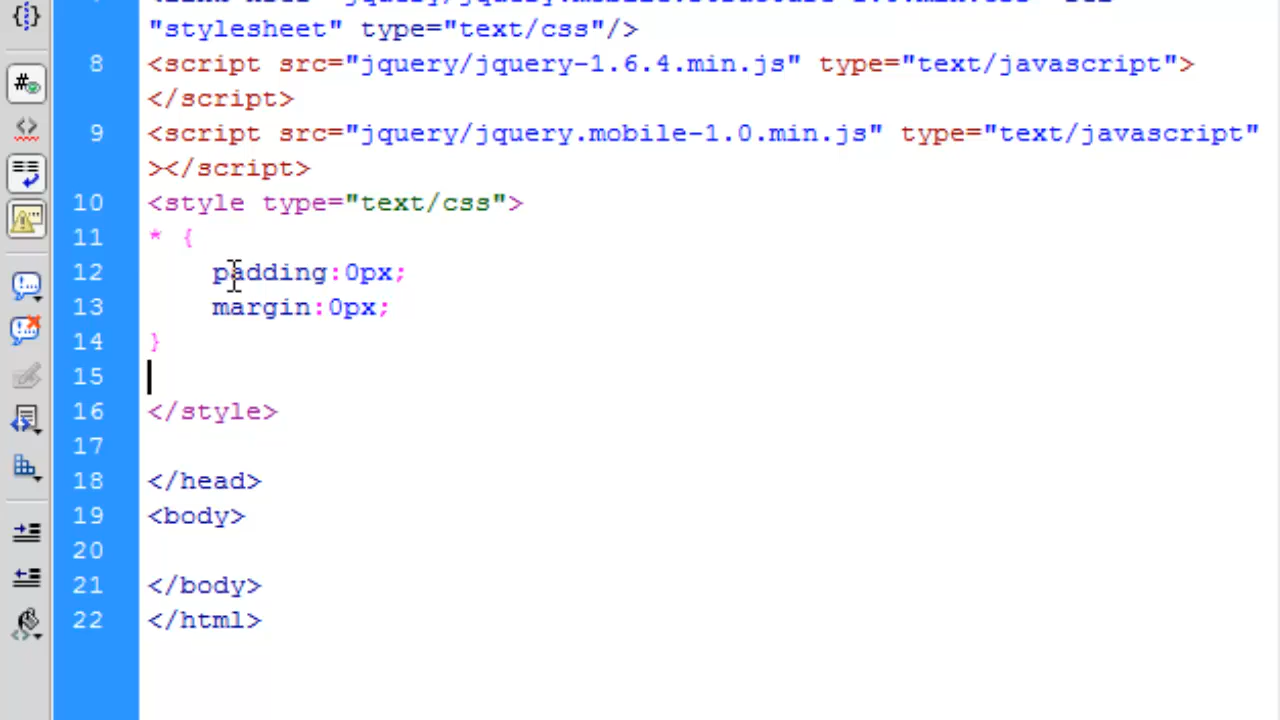 "stylesheet" type="text/css"/>
8 <script src="jquery/jquery-1.6.4.min.js" type="text/javascript">
</script>
9 <script src="jquery/jquery.mobile-1.0.min.js" type="text/javascript"
></script>
10 <style type="text/css">
11 * {
12 padding:0px;
13 margin:0px;
14 }
15
16 </style>
17
18 </head>
19 <body>
20
21 </body>
22 </html>